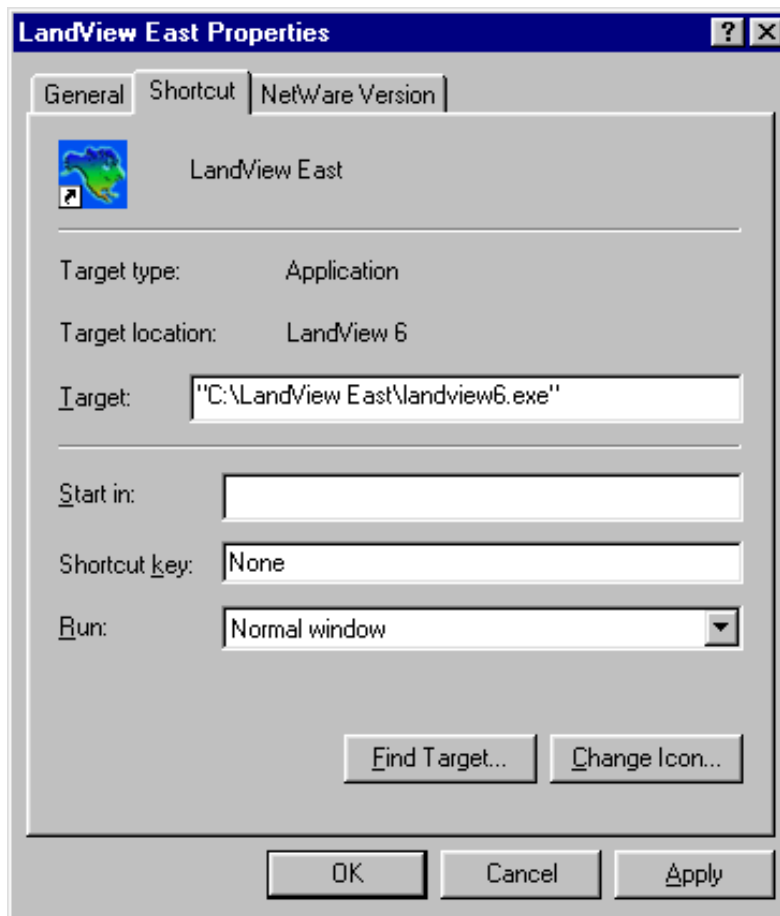 LandView East Properties
General Shortcut NetWare Version
LandView East
Target type: Application
Target location: LandView 6
Target: "C:\LandView East\landview6.exe"
Start in:
Shortcut key: None
Run: Normal window
Find Target... Change Icon...
OK Cancel Apply